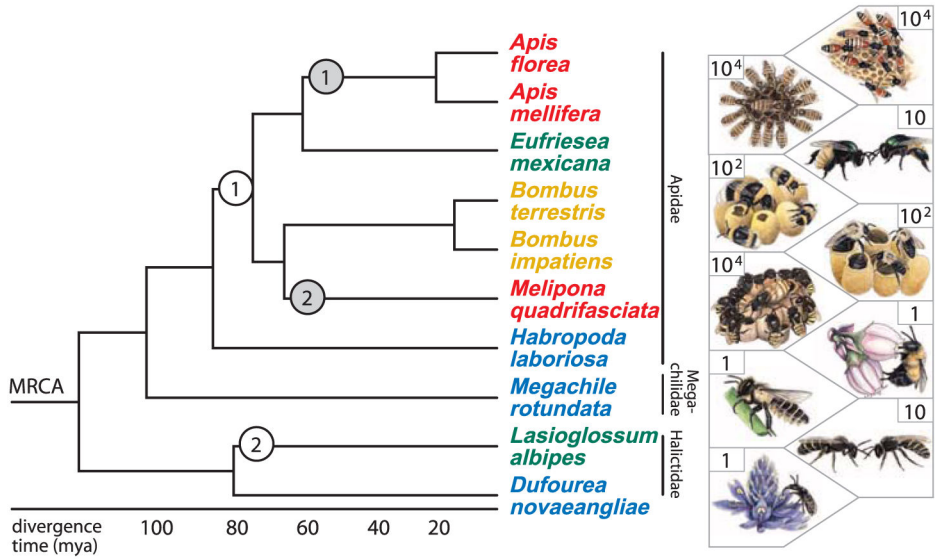 Apis
florea
Apis
mellifera
Eufriesea
mexicana
Bombus
terrestris
Bombus
impatiens
Melipona
quadrifasciata
Habropoda
laboriosa
Megachile
rotundata
Lasioglossum
albipes
Dufourea
novaeangliae
1
1
2
2
MRCA
divergence
time (mya)
100 80 60 40 20
Apidae
Mega-
chilidae
Halictidae
10⁴
10⁴
10
10²
10²
10⁴
1
1
10
1